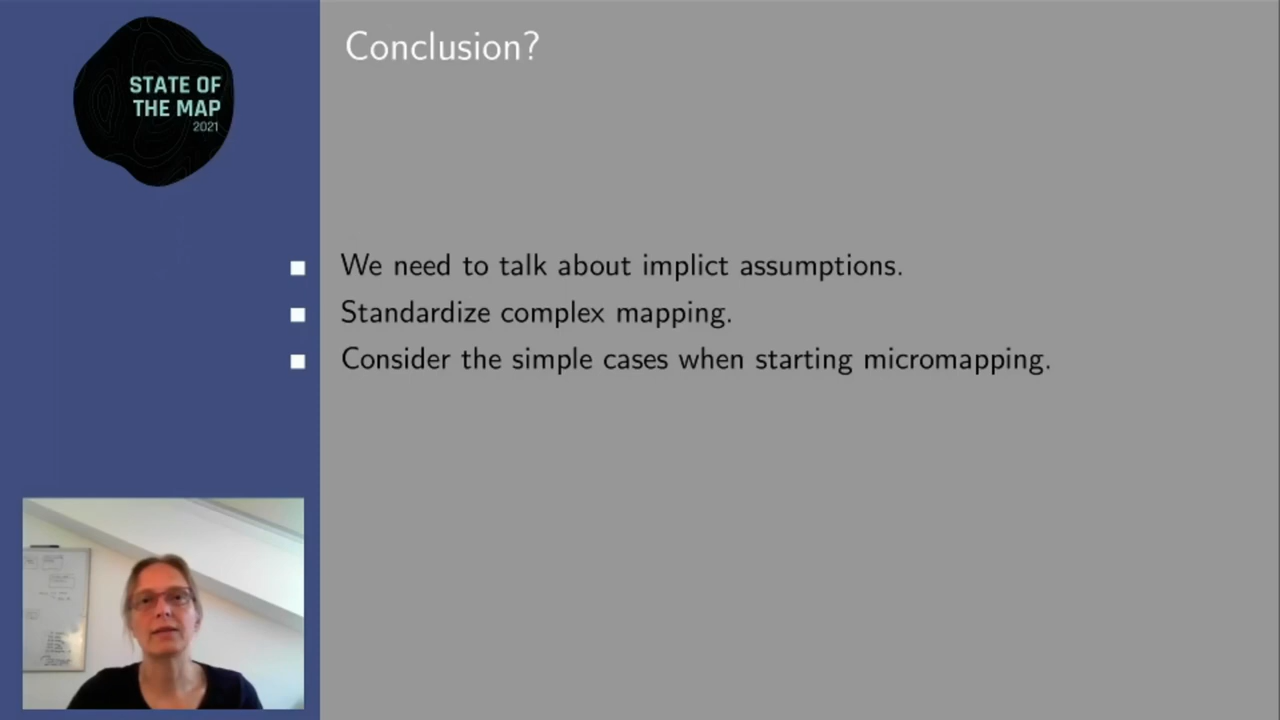 STATE OF
THE MAP
2021
Conclusion?
We need to talk about implict assumptions.
Standardize complex mapping.
Consider the simple cases when starting micromapping.